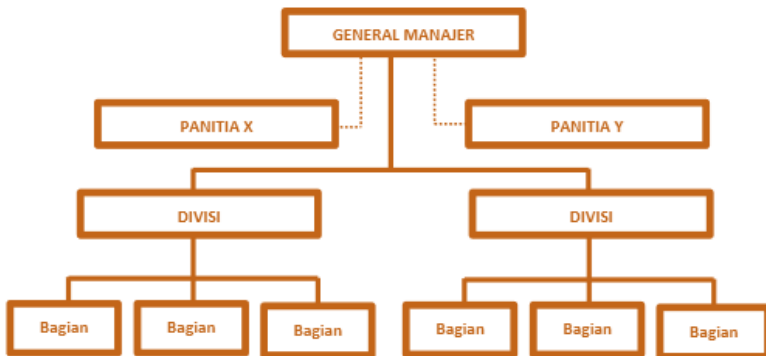 GENERAL MANAJER
PANITIA X
PANITIA Y
DIVISI
DIVISI
Bagian
Bagian
Bagian
Bagian
Bagian
Bagian